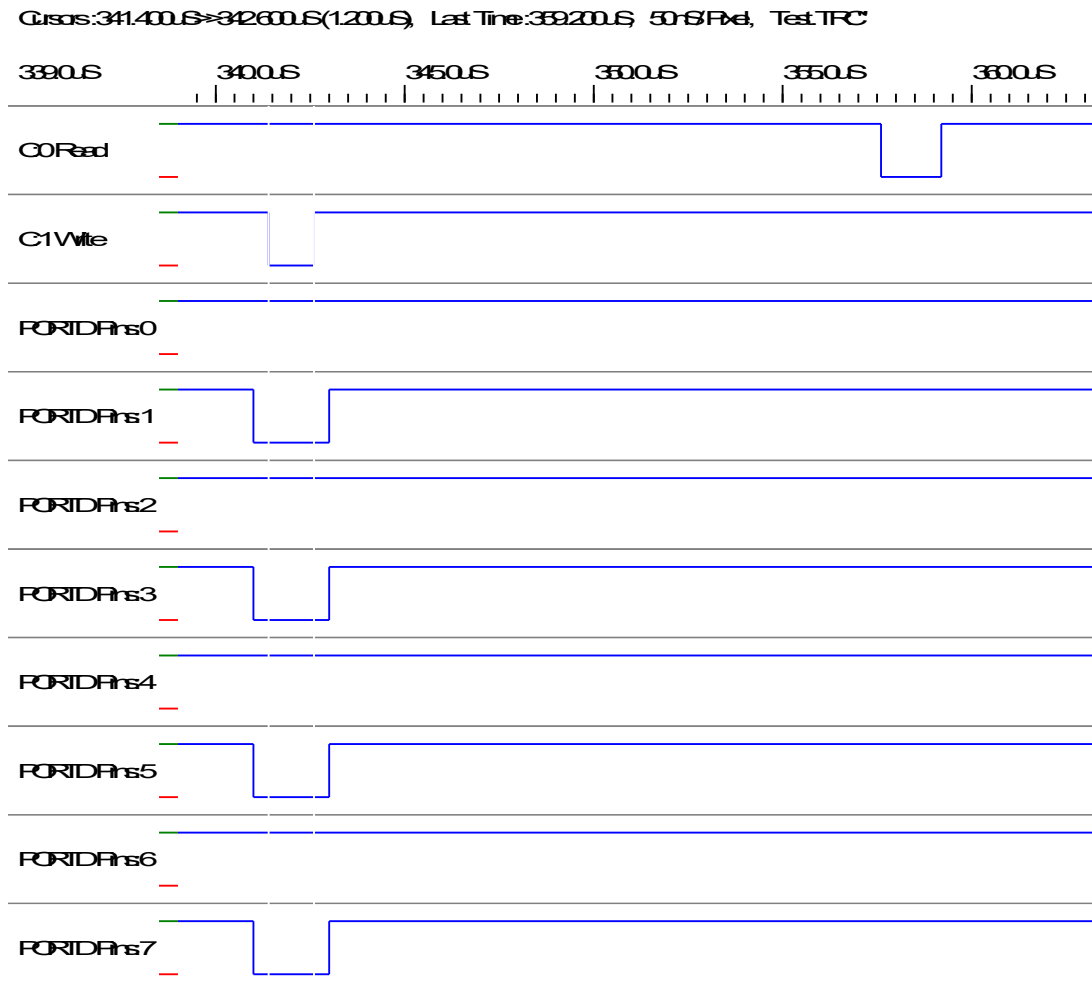 Cursors:341.400uS>>342.600uS(1.200uS), Last Time:359.200uS, 50nS/Pixel, Test.TRC"
339.0uS 340.0uS 345.0uS 350.0uS 355.0uS 360.0uS
C:0 Read
C:1 Write
PORTD Pins:0
PORTD Pins:1
PORTD Pins:2
PORTD Pins:3
PORTD Pins:4
PORTD Pins:5
PORTD Pins:6
PORTD Pins:7